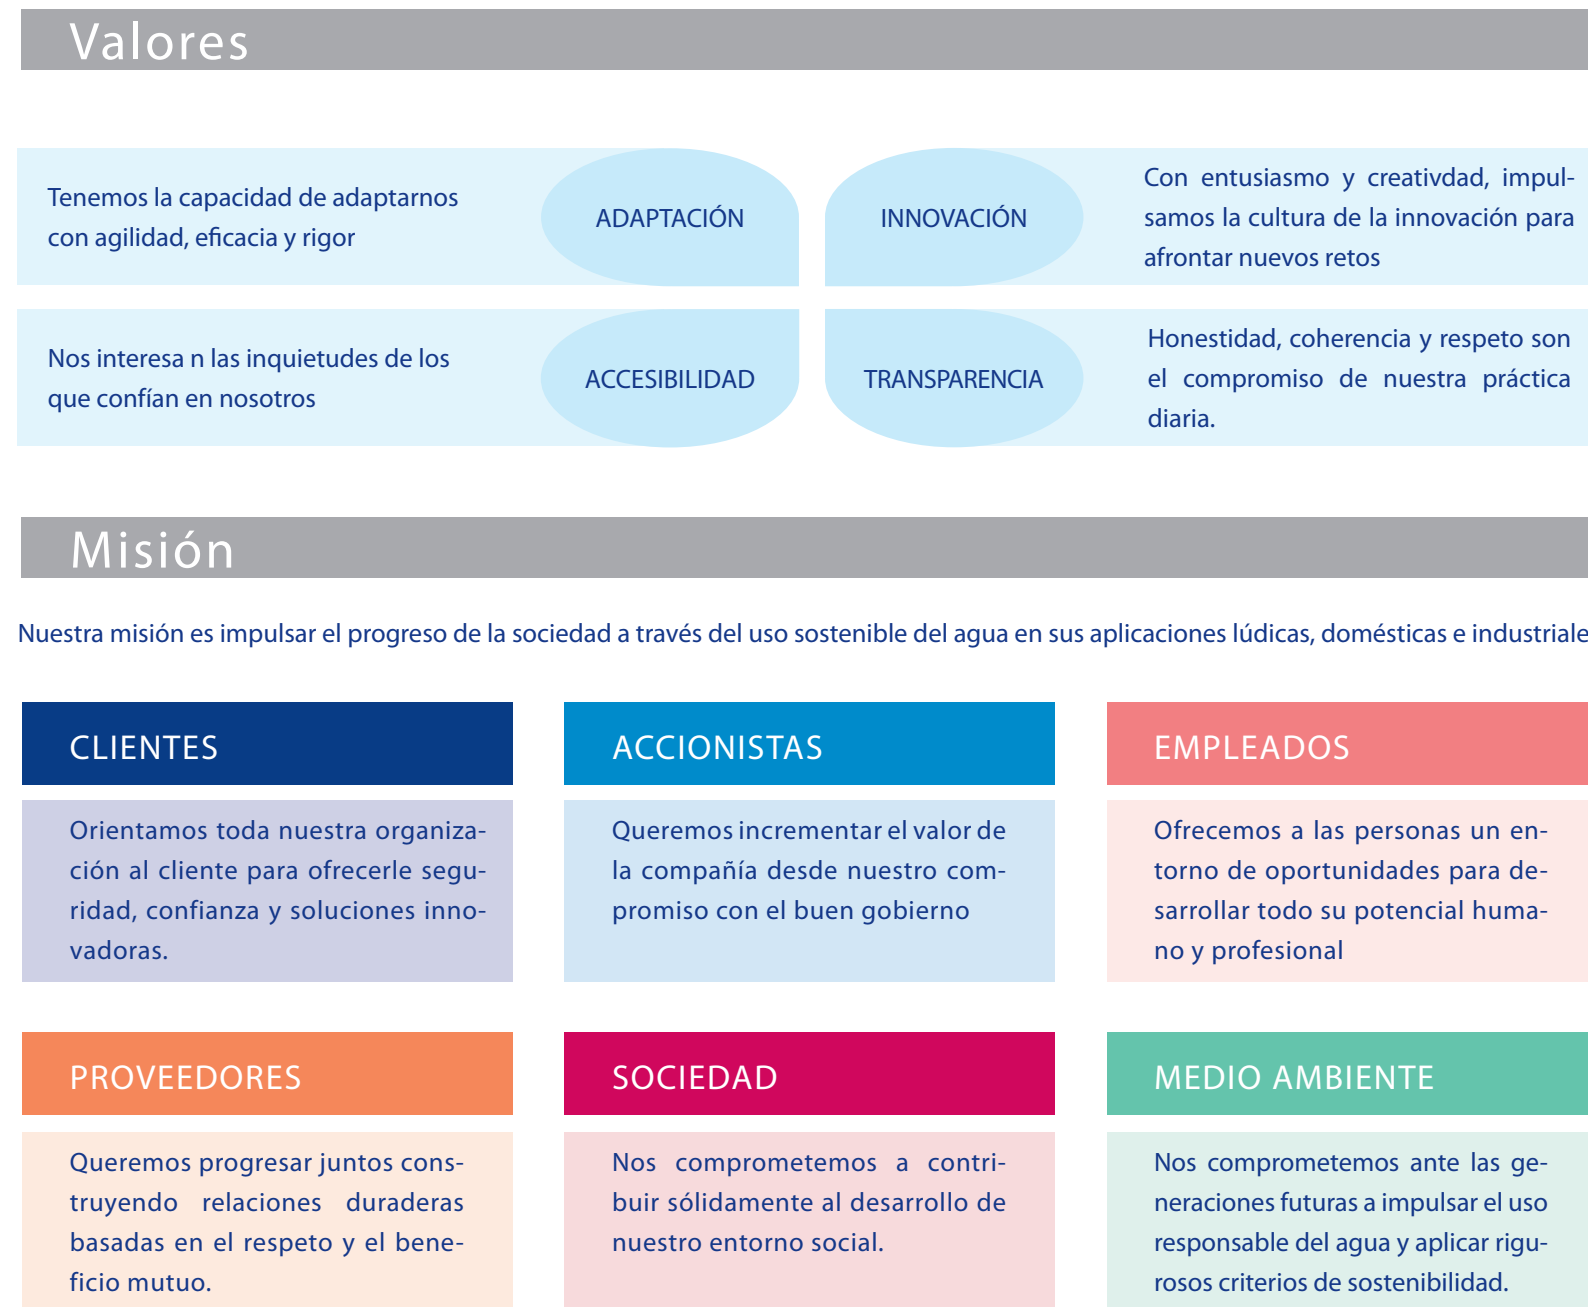 Valores
Tenemos la capacidad de adaptarnos
con agilidad, eficacia y rigor
ADAPTACIÓN
INNOVACIÓN
Con entusiasmo y creativdad, impul-
samos la cultura de la innovación para
afrontar nuevos retos
Nos interesa n las inquietudes de los
que confían en nosotros
ACCESIBILIDAD
TRANSPARENCIA
Honestidad, coherencia y respeto son
el compromiso de nuestra práctica
diaria.
Misión
Nuestra misión es impulsar el progreso de la sociedad a través del uso sostenible del agua en sus aplicaciones lúdicas, domésticas e industriale
CLIENTES
Orientamos toda nuestra organiza-
ción al cliente para ofrecerle segu-
ridad, confianza y soluciones inno-
vadoras.
ACCIONISTAS
Queremos incrementar el valor de
la compañía desde nuestro com-
promiso con el buen gobierno
EMPLEADOS
Ofrecemos a las personas un en-
torno de oportunidades para de-
sarrollar todo su potencial huma-
no y profesional
PROVEEDORES
Queremos progresar juntos cons-
truyendo relaciones duraderas
basadas en el respeto y el bene-
ficio mutuo.
SOCIEDAD
Nos comprometemos a contri-
buir sólidamente al desarrollo de
nuestro entorno social.
MEDIO AMBIENTE
Nos comprometemos ante las ge-
neraciones futuras a impulsar el uso
responsable del agua y aplicar rigu-
rosos criterios de sostenibilidad.